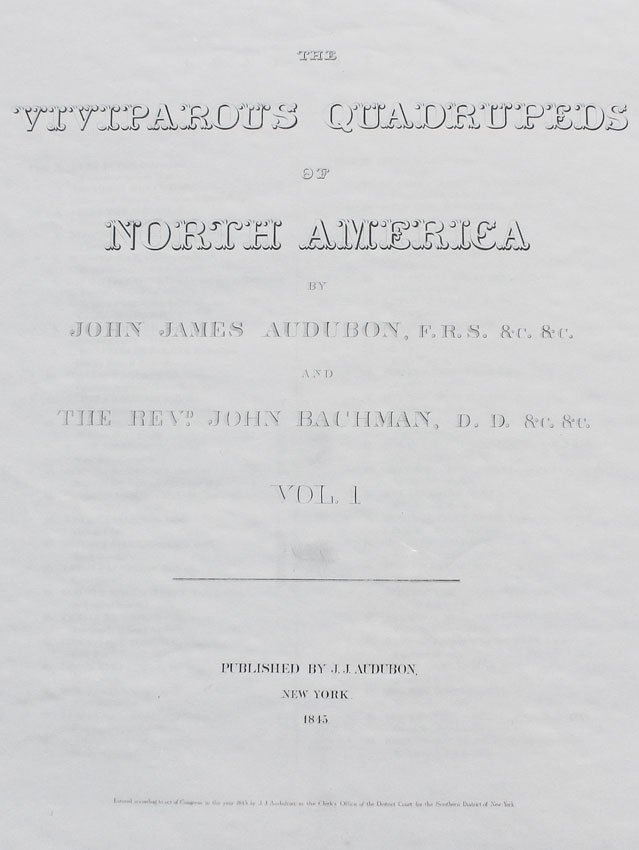 THE
VIVIPAROUS QUADRUPEDS
OF
NORTH AMERICA
BY
JOHN JAMES AUDUBON, F. R. S. &C. &C.
AND
THE REVD. JOHN BACHMAN, D. D. &C. &C.
VOL. 1
PUBLISHED BY J. J. AUDUBON,
NEW YORK.
1845
Entered according to act of Congress in the year 1845 by J. J. Audubon, in the Clerk's Office of the District Court for the Southern District of New York